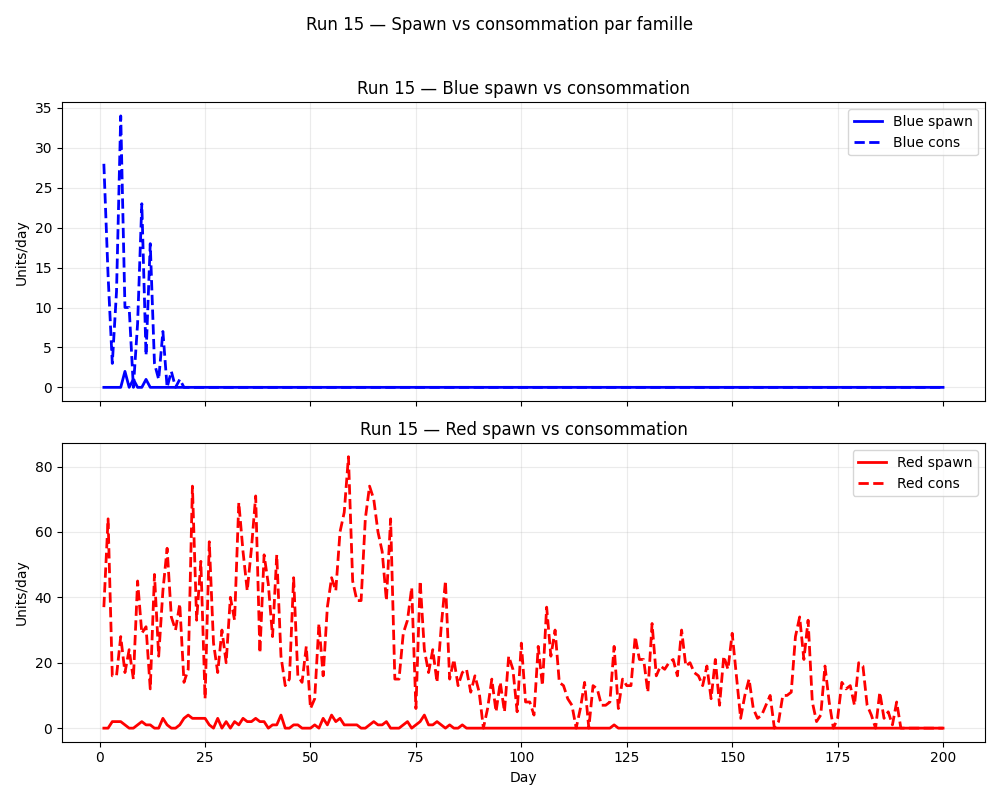 Run 15 — Spawn vs consommation par famille
Run 15 — Blue spawn vs consommation
35
30
25
20
15
10
5
0
Units/day
Blue spawn
Blue cons
Run 15 — Red spawn vs consommation
80
60
40
20
0
Units/day
Red spawn
Red cons
0 25 50 75 100 125 150 175 200
Day